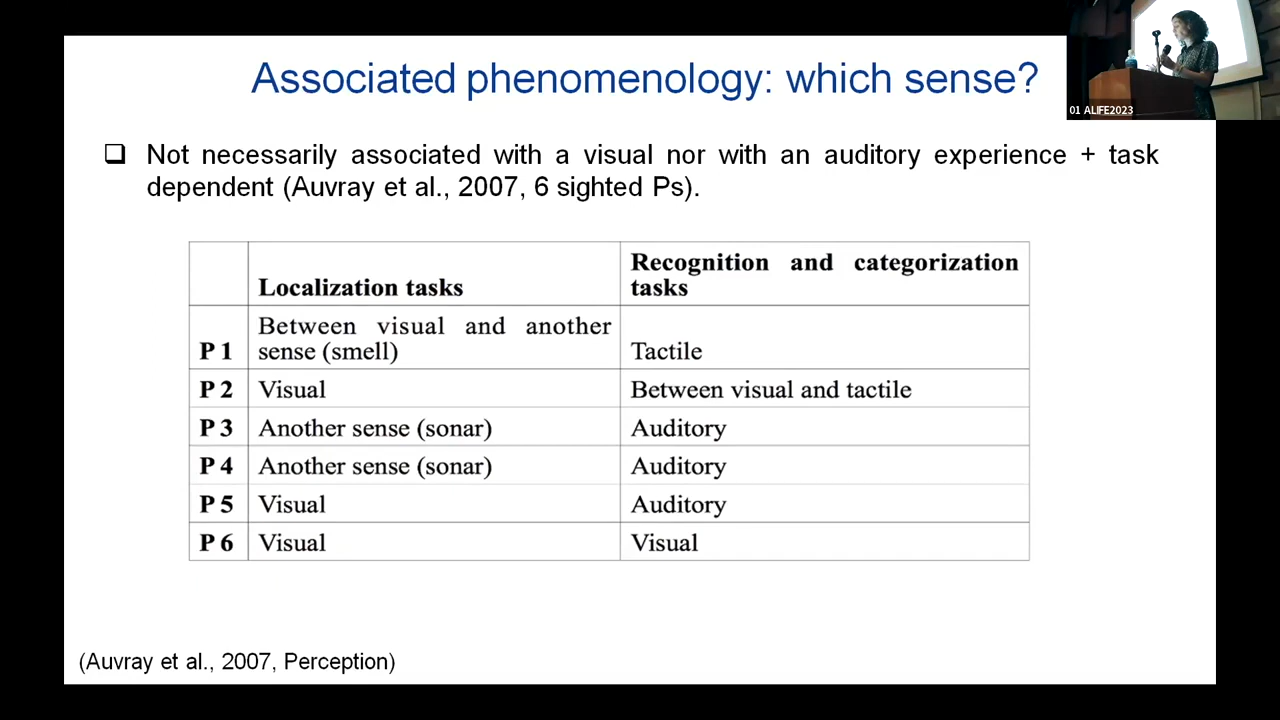 Associated phenomenology: which sense?
01 ALIFE2023
Not necessarily associated with a visual nor with an auditory experience + task
dependent (Auvray et al., 2007, 6 sighted Ps).
Localization tasks
Recognition and categorization
tasks
P 1
Between visual and another
sense (smell)
Tactile
P 2
Visual
Between visual and tactile
P 3
Another sense (sonar)
Auditory
P 4
Another sense (sonar)
Auditory
P 5
Visual
Auditory
P 6
Visual
Visual
(Auvray et al., 2007, Perception)